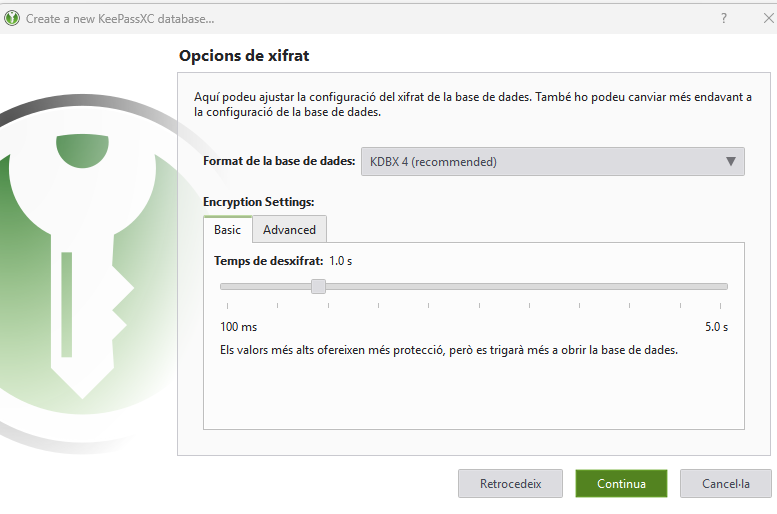 Create a new KeePassXC database...
?
Opcions de xifrat
Aquí podeu ajustar la configuració del xifrat de la base de dades. També ho podeu canviar més endavant a
la configuració de la base de dades.
Format de la base de dades: KDBX 4 (recommended)
Encryption Settings:
Basic Advanced
Temps de desxifrat: 1.0 s
100 ms 5.0 s
Els valors més alts ofereixen més protecció, però es trigarà més a obrir la base de dades.
Retrocedeix Continua Cancel·la